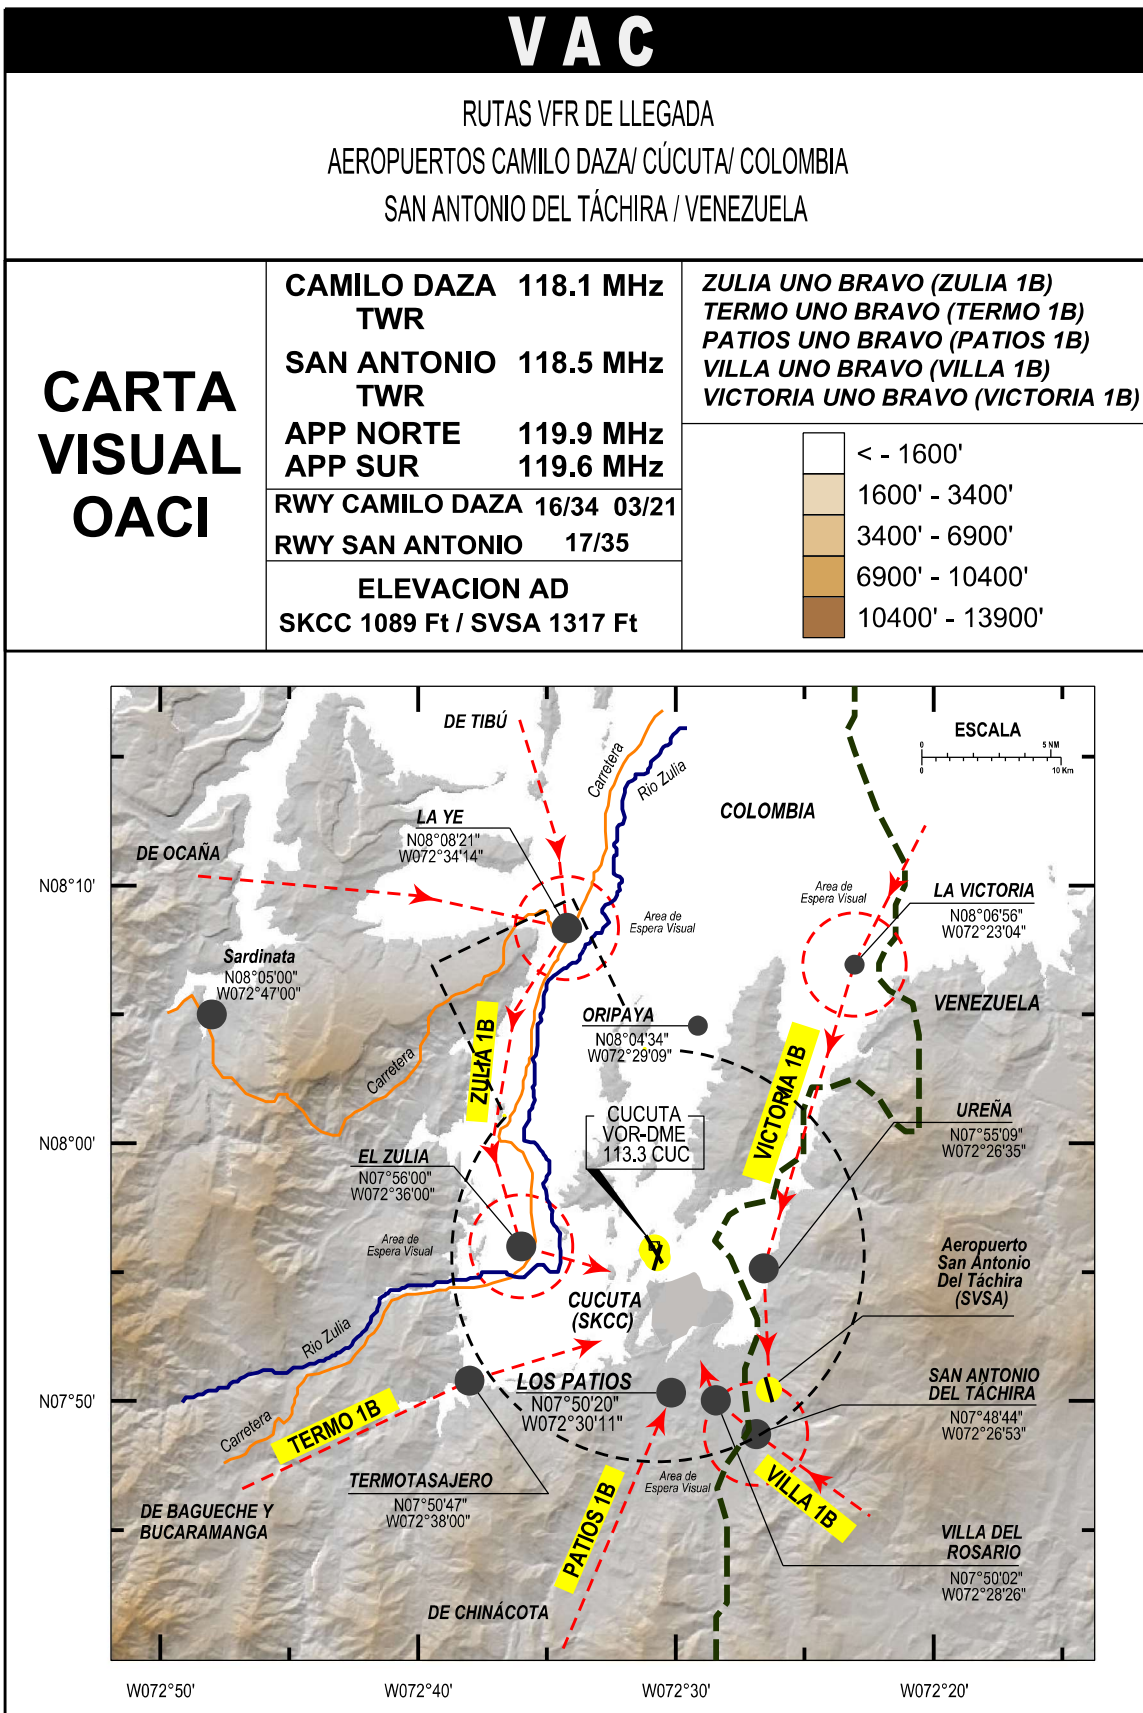 VAC
RUTAS VFR DE LLEGADA
AEROPUERTOS CAMILO DAZA/ CÚCUTA/ COLOMBIA
SAN ANTONIO DEL TÁCHIRA / VENEZUELA
CARTA
VISUAL
OACI
CAMILO DAZA 118.1 MHz
TWR
SAN ANTONIO 118.5 MHz
TWR
APP NORTE 119.9 MHz
APP SUR 119.6 MHz
RWY CAMILO DAZA 16/34 03/21
RWY SAN ANTONIO 17/35
ELEVACION AD
SKCC 1089 Ft / SVSA 1317 Ft
ZULIA UNO BRAVO (ZULIA 1B)
TERMO UNO BRAVO (TERMO 1B)
PATIOS UNO BRAVO (PATIOS 1B)
VILLA UNO BRAVO (VILLA 1B)
VICTORIA UNO BRAVO (VICTORIA 1B)
< - 1600'
1600' - 3400'
3400' - 6900'
6900' - 10400'
10400' - 13900'
DE TIBÚ
Carretera
Rio Zulia
ESCALA
0 5 NM
0 10 Km
COLOMBIA
LA YE
N08°08'21"
W072°34'14"
DE OCAÑA
N08°10'
Area de
Espera Visual
Area de
Espera Visual
LA VICTORIA
N08°06'56"
W072°23'04"
Sardinata
N08°05'00"
W072°47'00"
VENEZUELA
ORIPAYA
N08°04'34"
W072°29'09"
ZULIA 1B
Carretera
VICTORIA 1B
CUCUTA
VOR-DME
113.3 CUC
UREÑA
N07°55'09"
W072°26'35"
N08°00'
EL ZULIA
N07°56'00"
W072°36'00"
Area de
Espera Visual
Aeropuerto
San Antonio
Del Táchira
(SVSA)
CUCUTA
(SKCC)
Rio Zulia
LOS PATIOS
N07°50'20"
W072°30'11"
SAN ANTONIO
DEL TÁCHIRA
N07°48'44"
W072°26'53"
N07°50'
Carretera
TERMO 1B
TERMOTASAJERO
N07°50'47"
W072°38'00"
Area de
Espera Visual
PATIOS 1B
VILLA 1B
DE BAGUECHE Y
BUCARAMANGA
VILLA DEL
ROSARIO
N07°50'02"
W072°28'26"
DE CHINÁCOTA
W072°50'
W072°40'
W072°30'
W072°20'